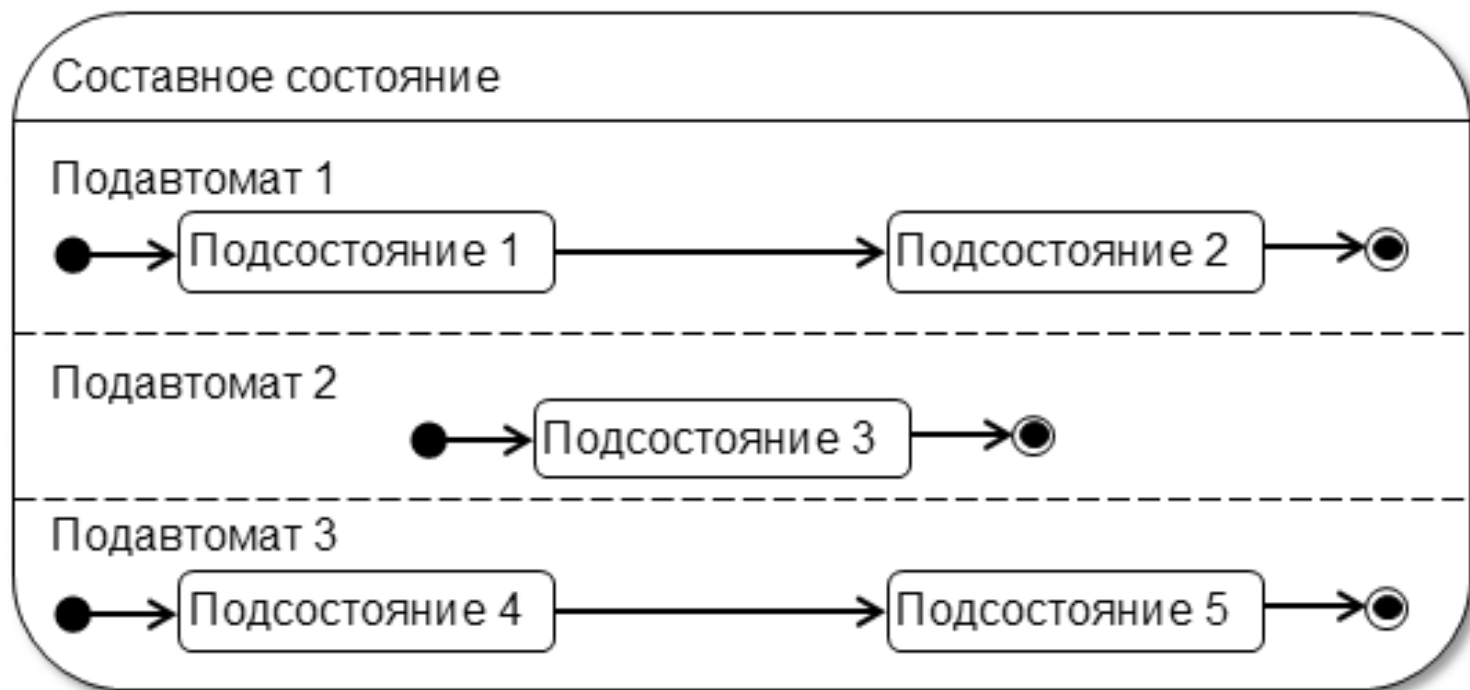 Составное состояние
Подавтомат 1
Подсостояние 1
Подсостояние 2
Подавтомат 2
Подсостояние 3
Подавтомат 3
Подсостояние 4
Подсостояние 5